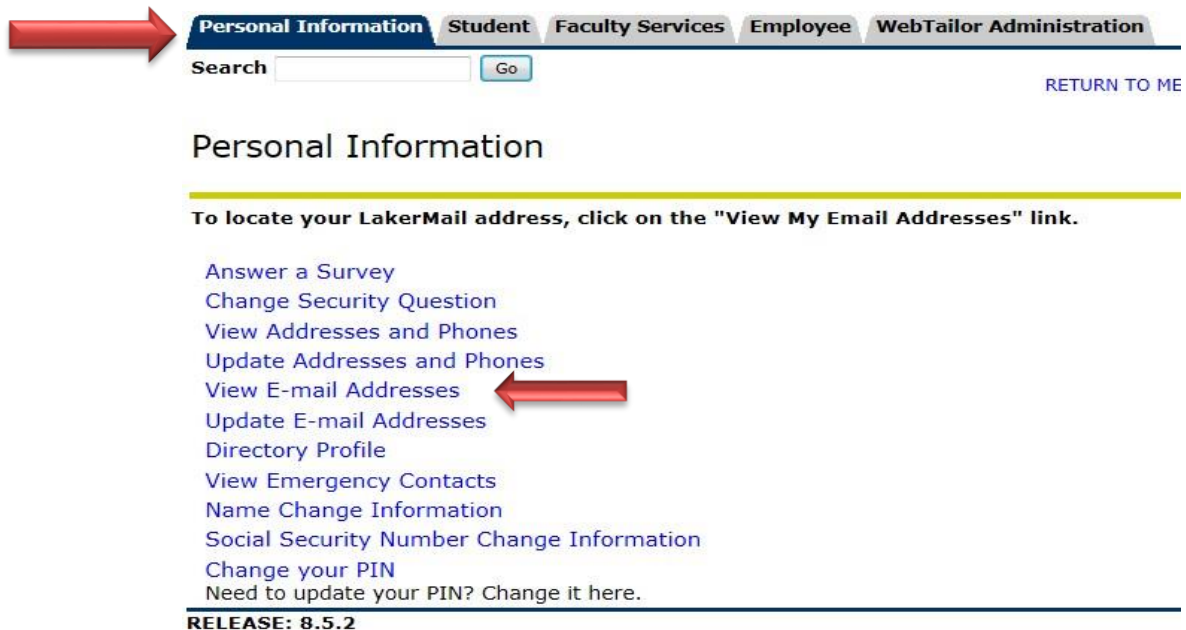 Personal Information Student Faculty Services Employee WebTailor Administration
Search Go
RETURN TO ME
Personal Information
To locate your LakerMail address, click on the "View My Email Addresses" link.
Answer a Survey
Change Security Question
View Addresses and Phones
Update Addresses and Phones
View E-mail Addresses
Update E-mail Addresses
Directory Profile
View Emergency Contacts
Name Change Information
Social Security Number Change Information
Change your PIN
Need to update your PIN? Change it here.
RELEASE: 8.5.2